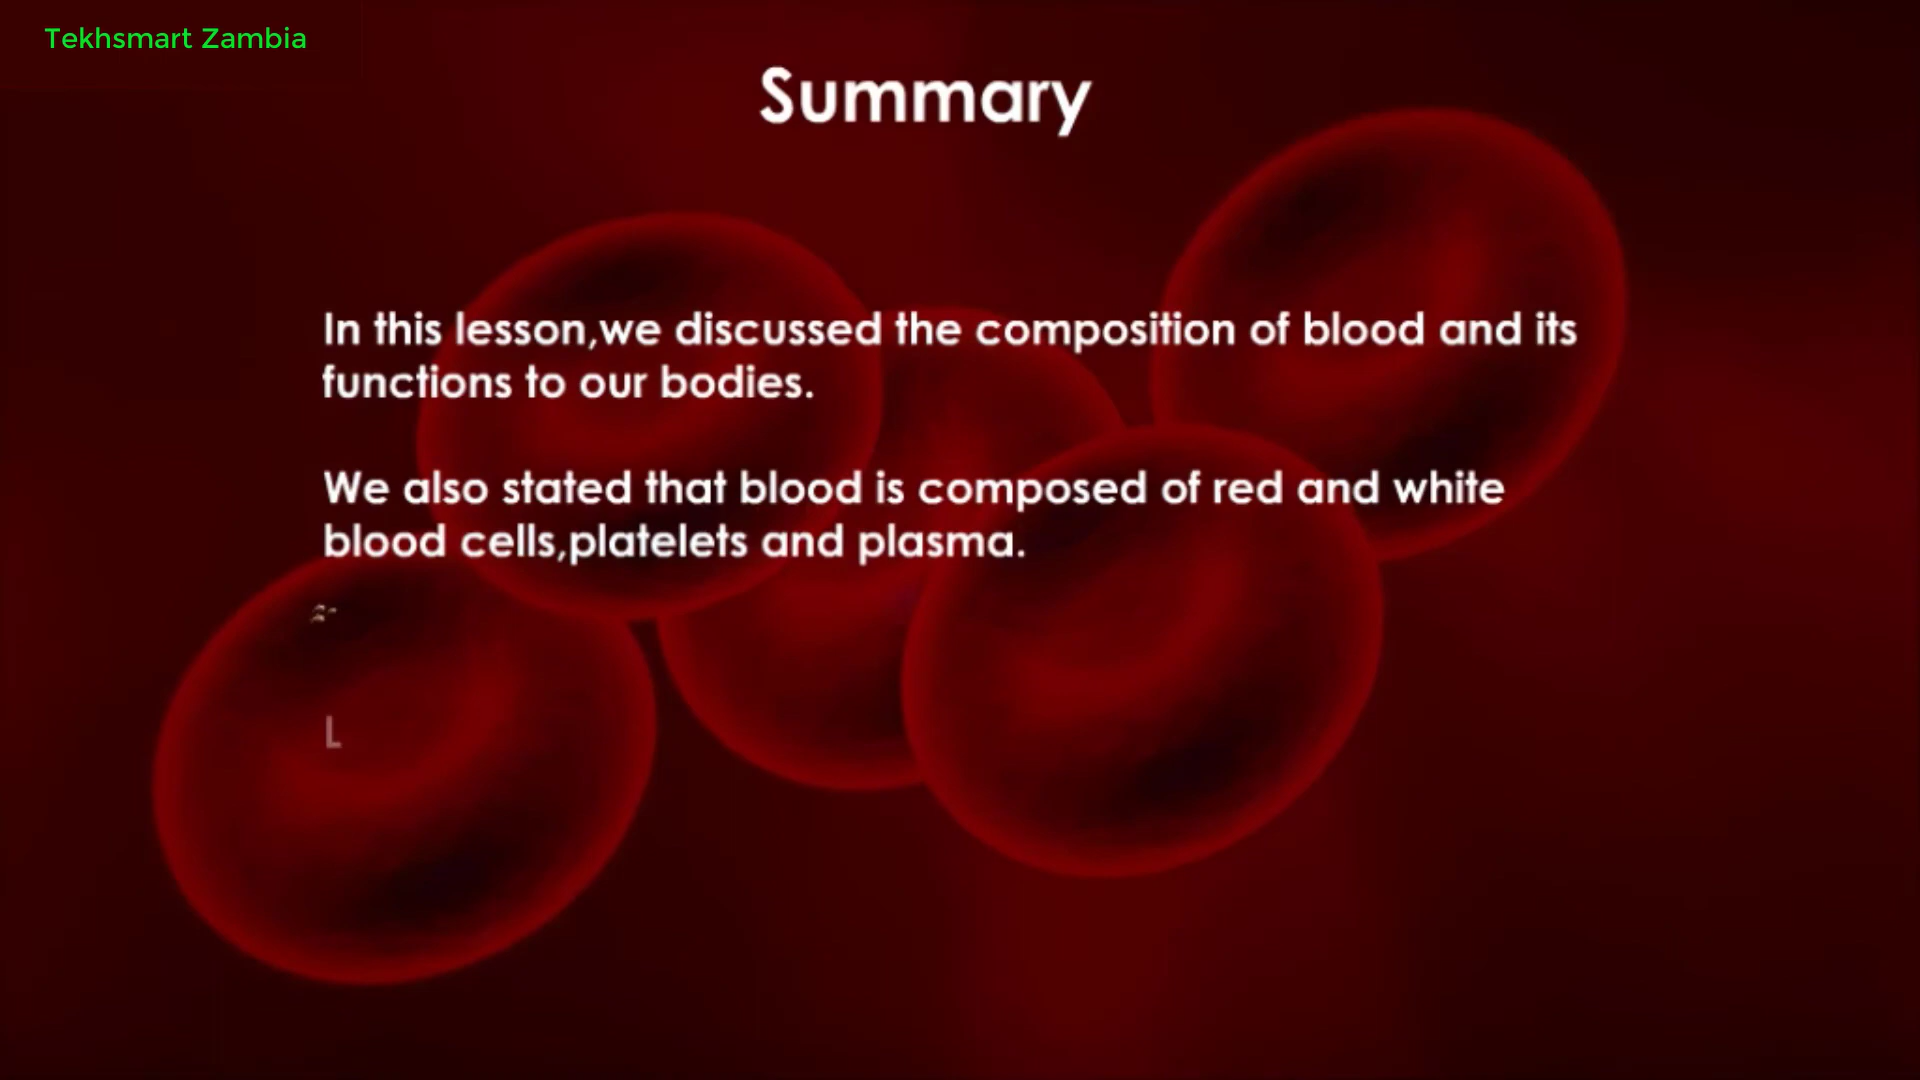 Tekhsmart Zambia
Summary
In this lesson,we discussed the composition of blood and its
functions to our bodies.
We also stated that blood is composed of red and white
blood cells,platelets and plasma.
L